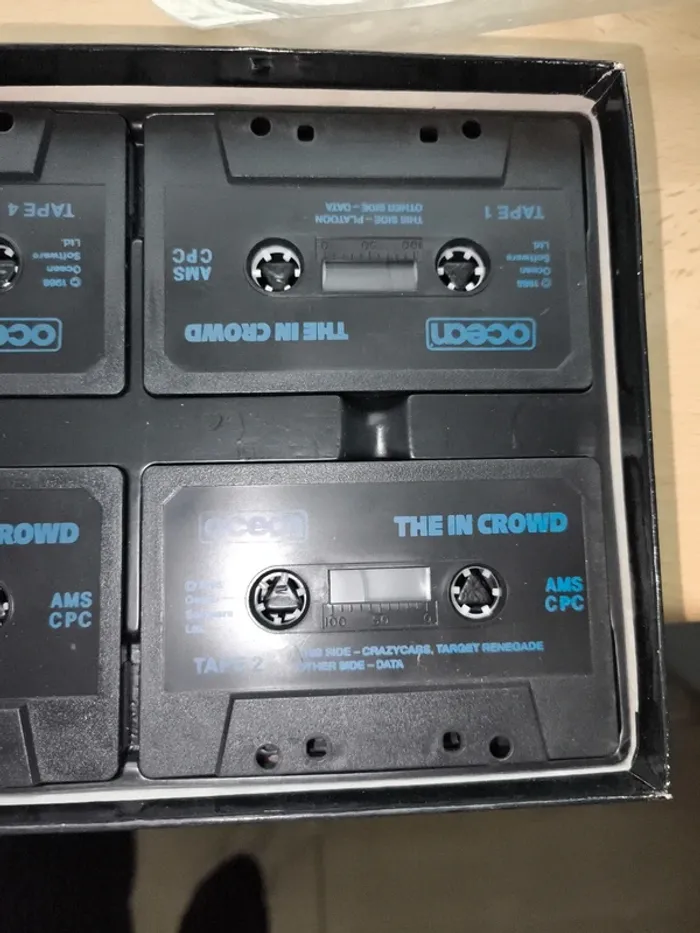 TAPE 4
© 1988
Ocean
Software
Ltd.
ocean
TAPE 1
THIS SIDE – PLATOON
OTHER SIDE – DATA
100 50 0
© 1988
Ocean
Software
Ltd.
AMS
CPC
ocean
THE IN CROWD
ROWD
AMS
CPC
ocean
THE IN CROWD
AMS
CPC
100 50 0
TAPE 2
SIDE – CRAZYCARS, TARGET RENEGADE
OTHER SIDE – DATA